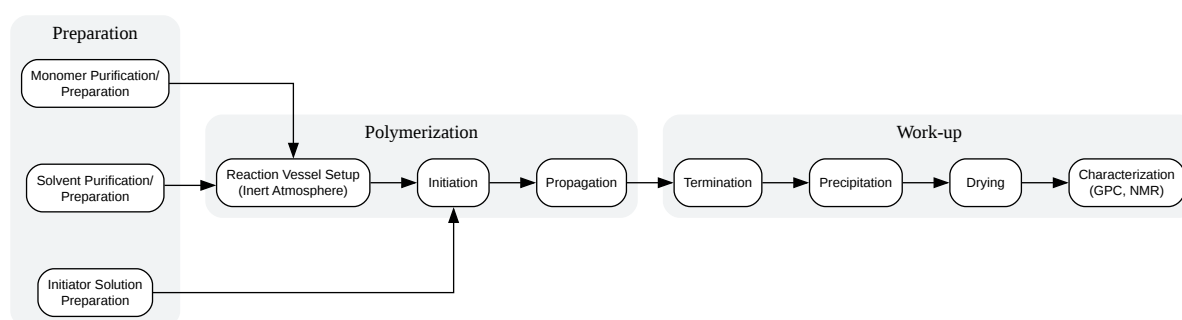 Preparation
Monomer Purification/
Preparation
Solvent Purification/
Preparation
Initiator Solution
Preparation
Polymerization
Reaction Vessel Setup
(Inert Atmosphere)
Initiation
Propagation
Work-up
Termination
Precipitation
Drying
Characterization
(GPC, NMR)